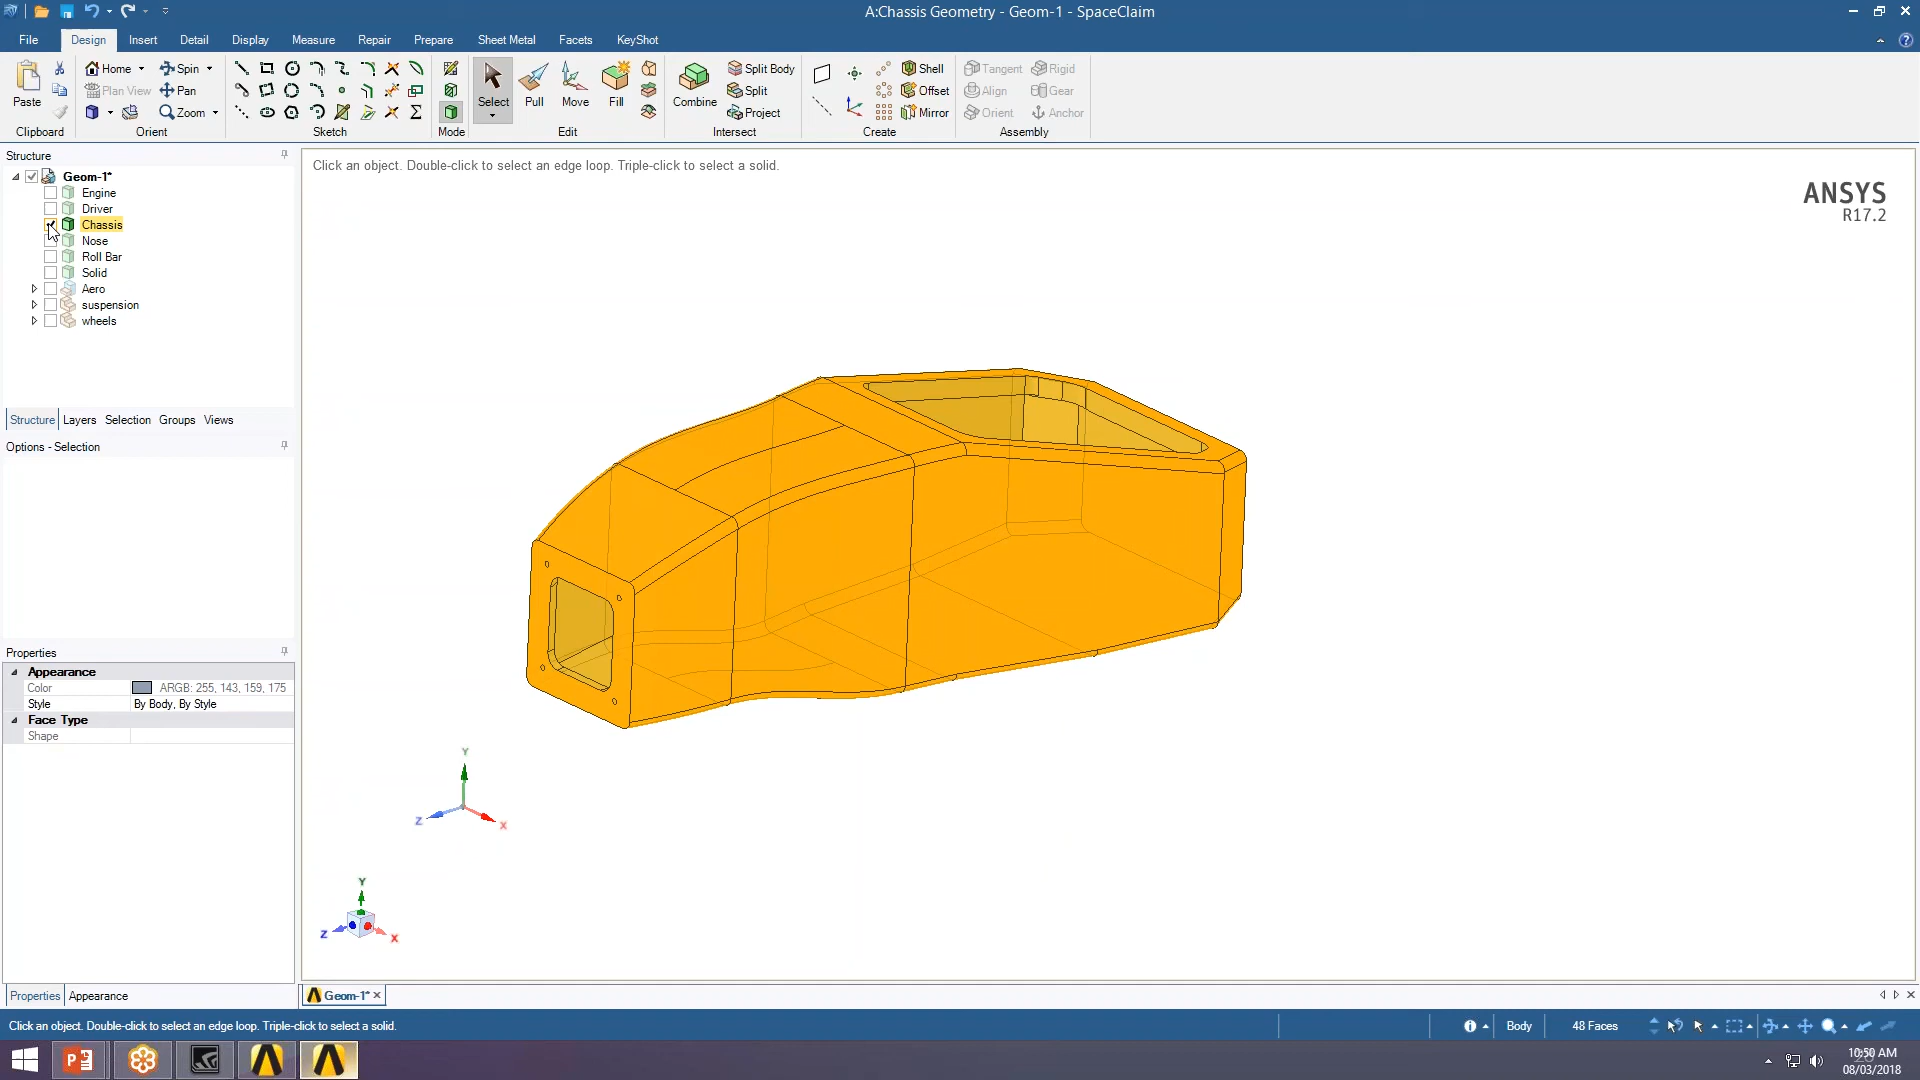 A:Chassis Geometry - Geom-1 - SpaceClaim
File Design Insert Detail Display Measure Repair Prepare Sheet Metal Facets KeyShot
Paste
Clipboard
Home Spin
Plan View Pan
Zoom
Orient
Sketch
Mode
Select Pull Move Fill
Edit
Combine
Split Body
Split
Project
Intersect
Shell
Offset
Mirror
Create
Tangent Rigid
Align Gear
Orient Anchor
Assembly
Structure
Geom-1*
Engine
Driver
Chassis
Nose
Roll Bar
Solid
Aero
suspension
wheels
Structure Layers Selection Groups Views
Options - Selection
Properties
Appearance
Color ARGB: 255, 143, 159, 175
Style By Body, By Style
Face Type
Shape
Properties Appearance
Click an object. Double-click to select an edge loop. Triple-click to select a solid.
ANSYS
R17.2
Y
Z X
Y
Z X
Geom-1*
Click an object. Double-click to select an edge loop. Triple-click to select a solid.
Body 48 Faces
10:50 AM
08/03/2018